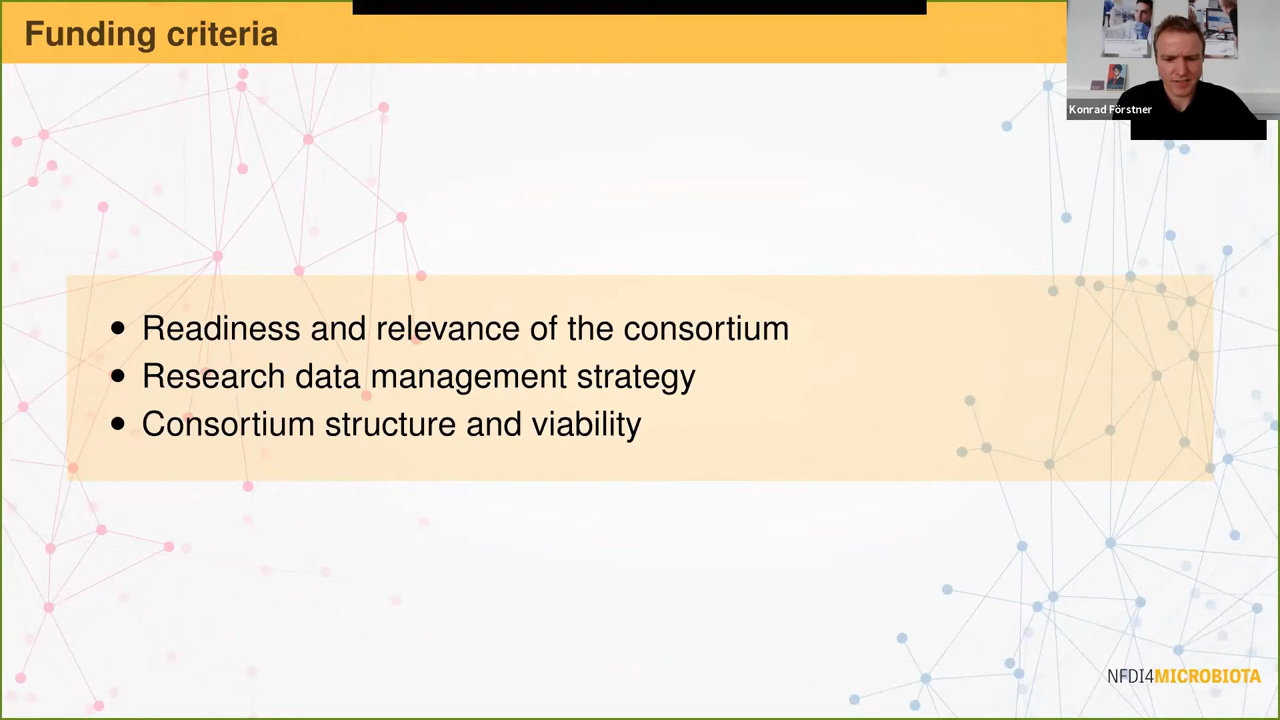 Funding criteria
Konrad Förstner
• Readiness and relevance of the consortium
• Research data management strategy
• Consortium structure and viability
NFDI4MICROBIOTA